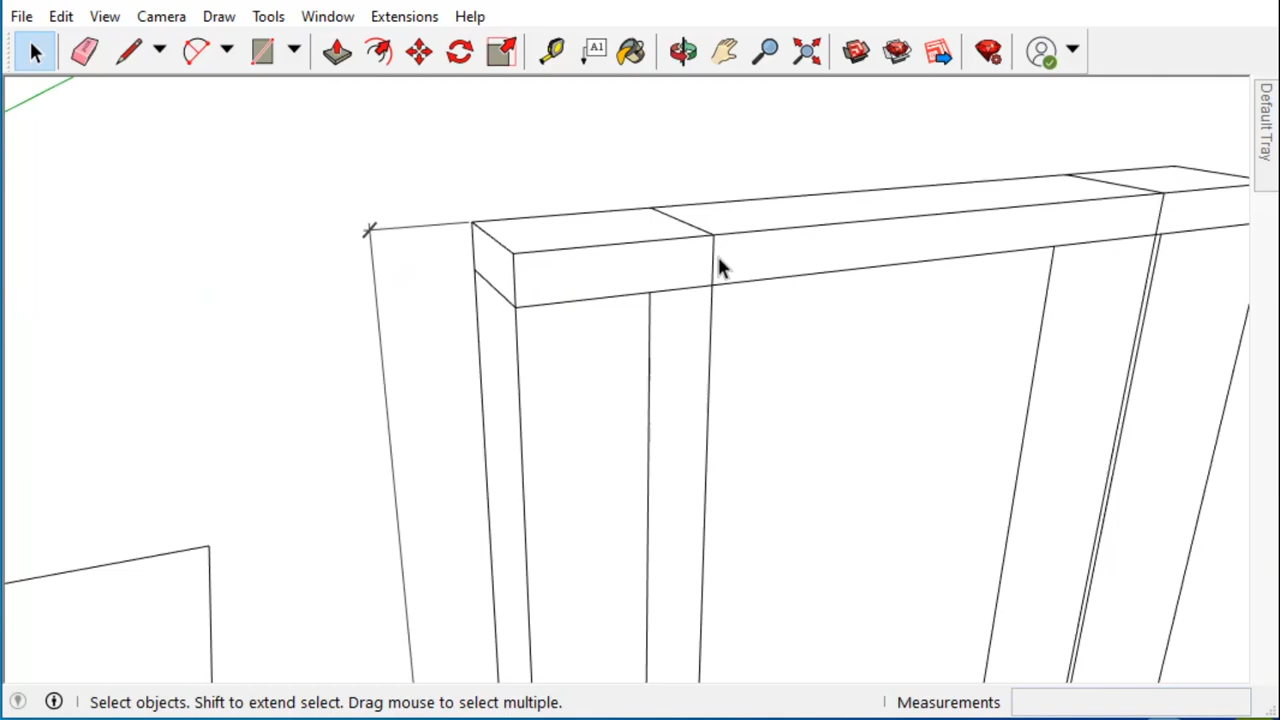 File Edit View Camera Draw Tools Window Extensions Help
A1
Default Tray
Select objects. Shift to extend select. Drag mouse to select multiple.
Measurements